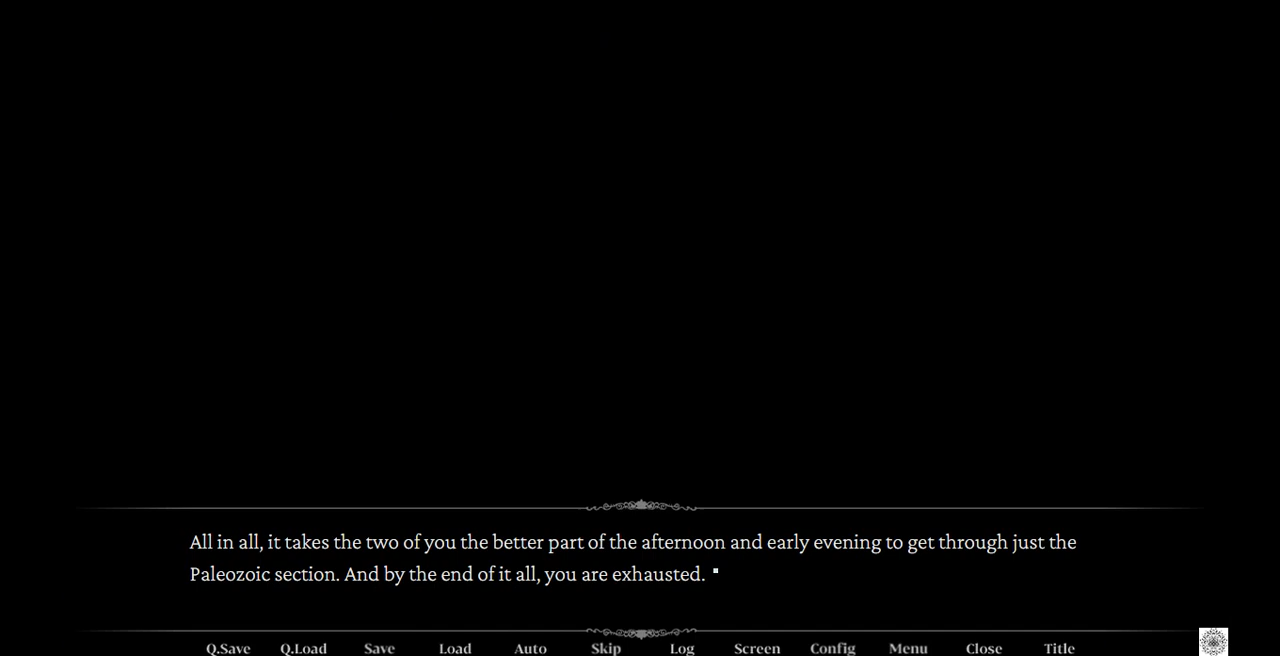 All in all, it takes the two of you the better part of the afternoon and early evening to get through just the
Paleozoic section. And by the end of it all, you are exhausted.
Q.Save Q.Load Save Load Auto Skip Log Screen Config Menu Close Title